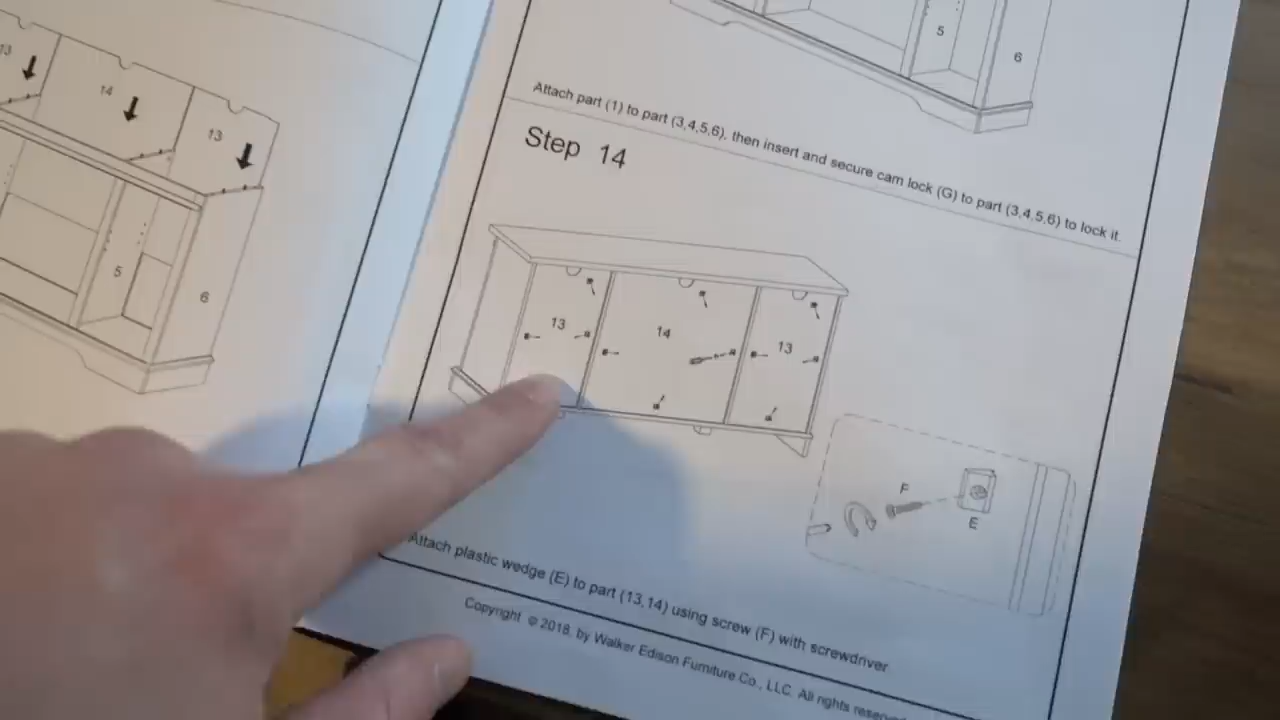 13
14
13
5
6
5
6
Attach part (1) to part (3,4,5,6), then insert and secure cam lock (G) to part (3,4,5,6) to lock it.
Step 14
13
14
13
F
E
Attach plastic wedge (E) to part (13,14) using screw (F) with screwdriver
Copyright © 2018, by Walker Edison Furniture Co., LLC. All rights reserved